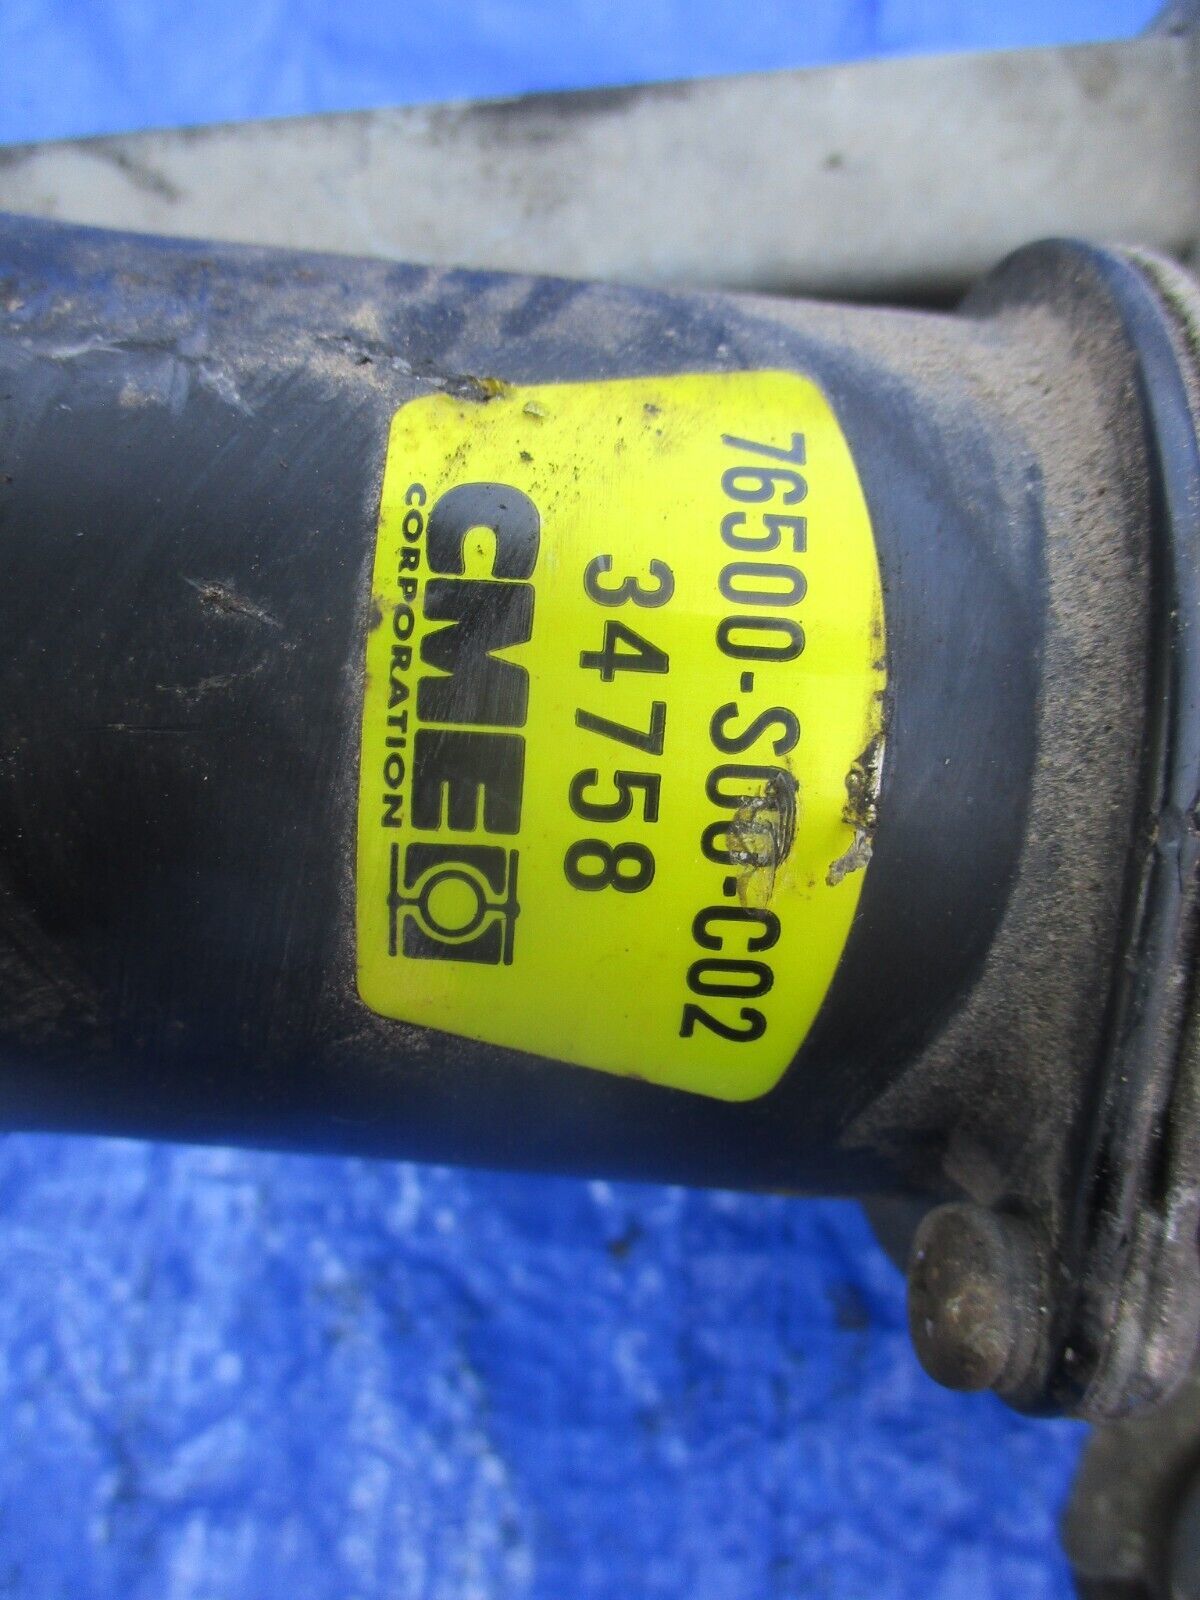 76500-S00-C02
34758
CME
CORPORATION